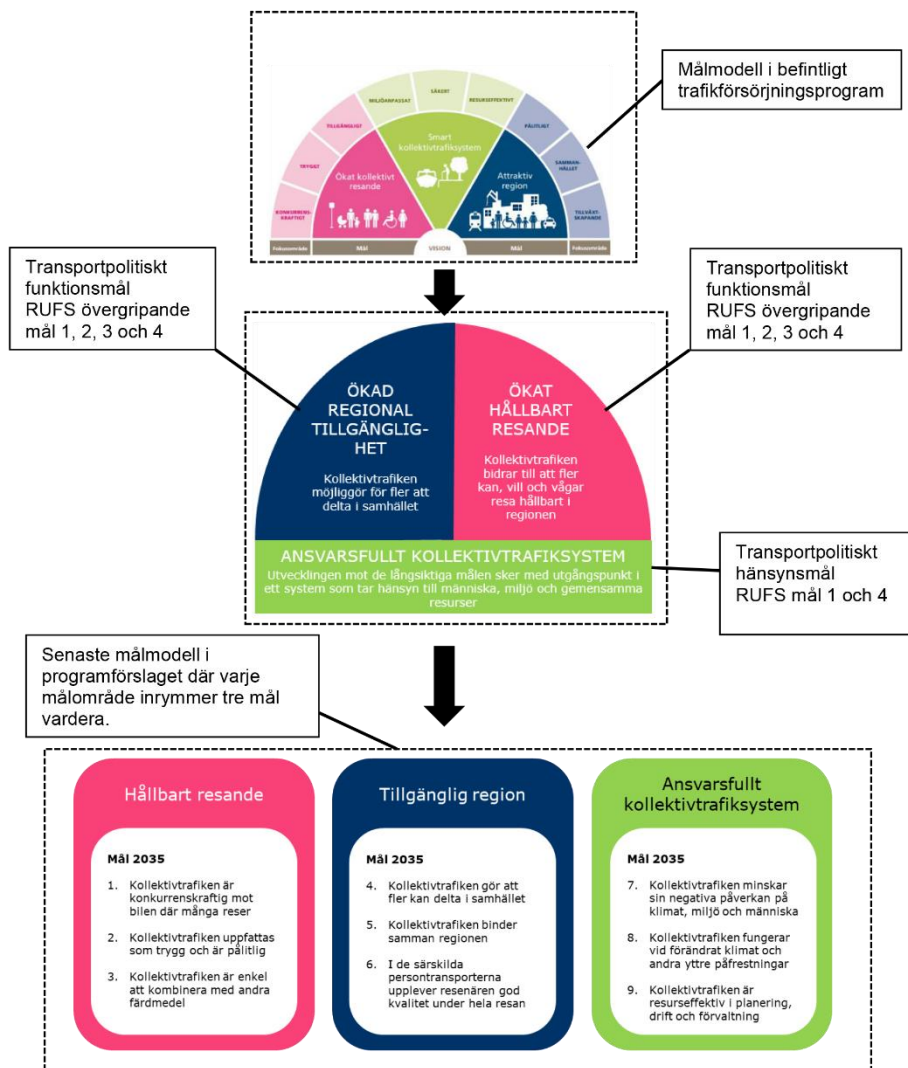 Målmodell i befintligt
trafikförsörjningsprogram
MILJÖANPASSAT
SÄKERT
RESURSEFFEKTIVT
TILLGÄNGLIGHET
PÅLITLIGT
Smart
kollektivtrafiksystem
TRYGGT
SAMMAN-
HÅLLET
Ökat kollektivt
resande
Attraktiv
region
KONKURRENS-
KRAFTIGT
TILLVÄXT-
SKAPANDE
Fokusområde
Mål
VISION
Mål
Fokusområde
Transportpolitiskt
funktionsmål
RUFS övergripande
mål 1, 2, 3 och 4
Transportpolitiskt
funktionsmål
RUFS övergripande
mål 1, 2, 3 och 4
ÖKAD
REGIONAL
TILLGÄNGLIG-
HET
Kollektivtrafiken
möjliggör för fler att
delta i samhället
ÖKAT
HÅLLBART
RESANDE
Kollektivtrafiken
bidrar till att fler
kan, vill och vågar
resa hållbart i
regionen
ANSVARSFULLT KOLLEKTIVTRAFIKSYSTEM
Utvecklingen mot de långsiktiga målen sker med utgångspunkt i
ett system som tar hänsyn till människa, miljö och gemensamma
resurser
Transportpolitiskt
hänsynsmål
RUFS mål 1 och 4
Senaste målmodell i
programförslaget där varje
målområde inrymmer tre mål
vardera.
Hållbart resande
Mål 2035
1. Kollektivtrafiken är
konkurrenskraftig mot
bilen där många reser
2. Kollektivtrafiken uppfattas
som trygg och är pålitlig
3. Kollektivtrafiken är enkel
att kombinera med andra
färdmedel
Tillgänglig region
Mål 2035
4. Kollektivtrafiken gör att
fler kan delta i samhället
5. Kollektivtrafiken binder
samman regionen
6. I de särskilda
persontransporterna
upplever resenären god
kvalitet under hela resan
Ansvarsfullt
kollektivtrafiksystem
Mål 2035
7. Kollektivtrafiken minskar
sin negativa påverkan på
klimat, miljö och människa
8. Kollektivtrafiken fungerar
vid förändrat klimat och
andra yttre påfrestningar
9. Kollektivtrafiken är
resurseffektiv i planering,
drift och förvaltning